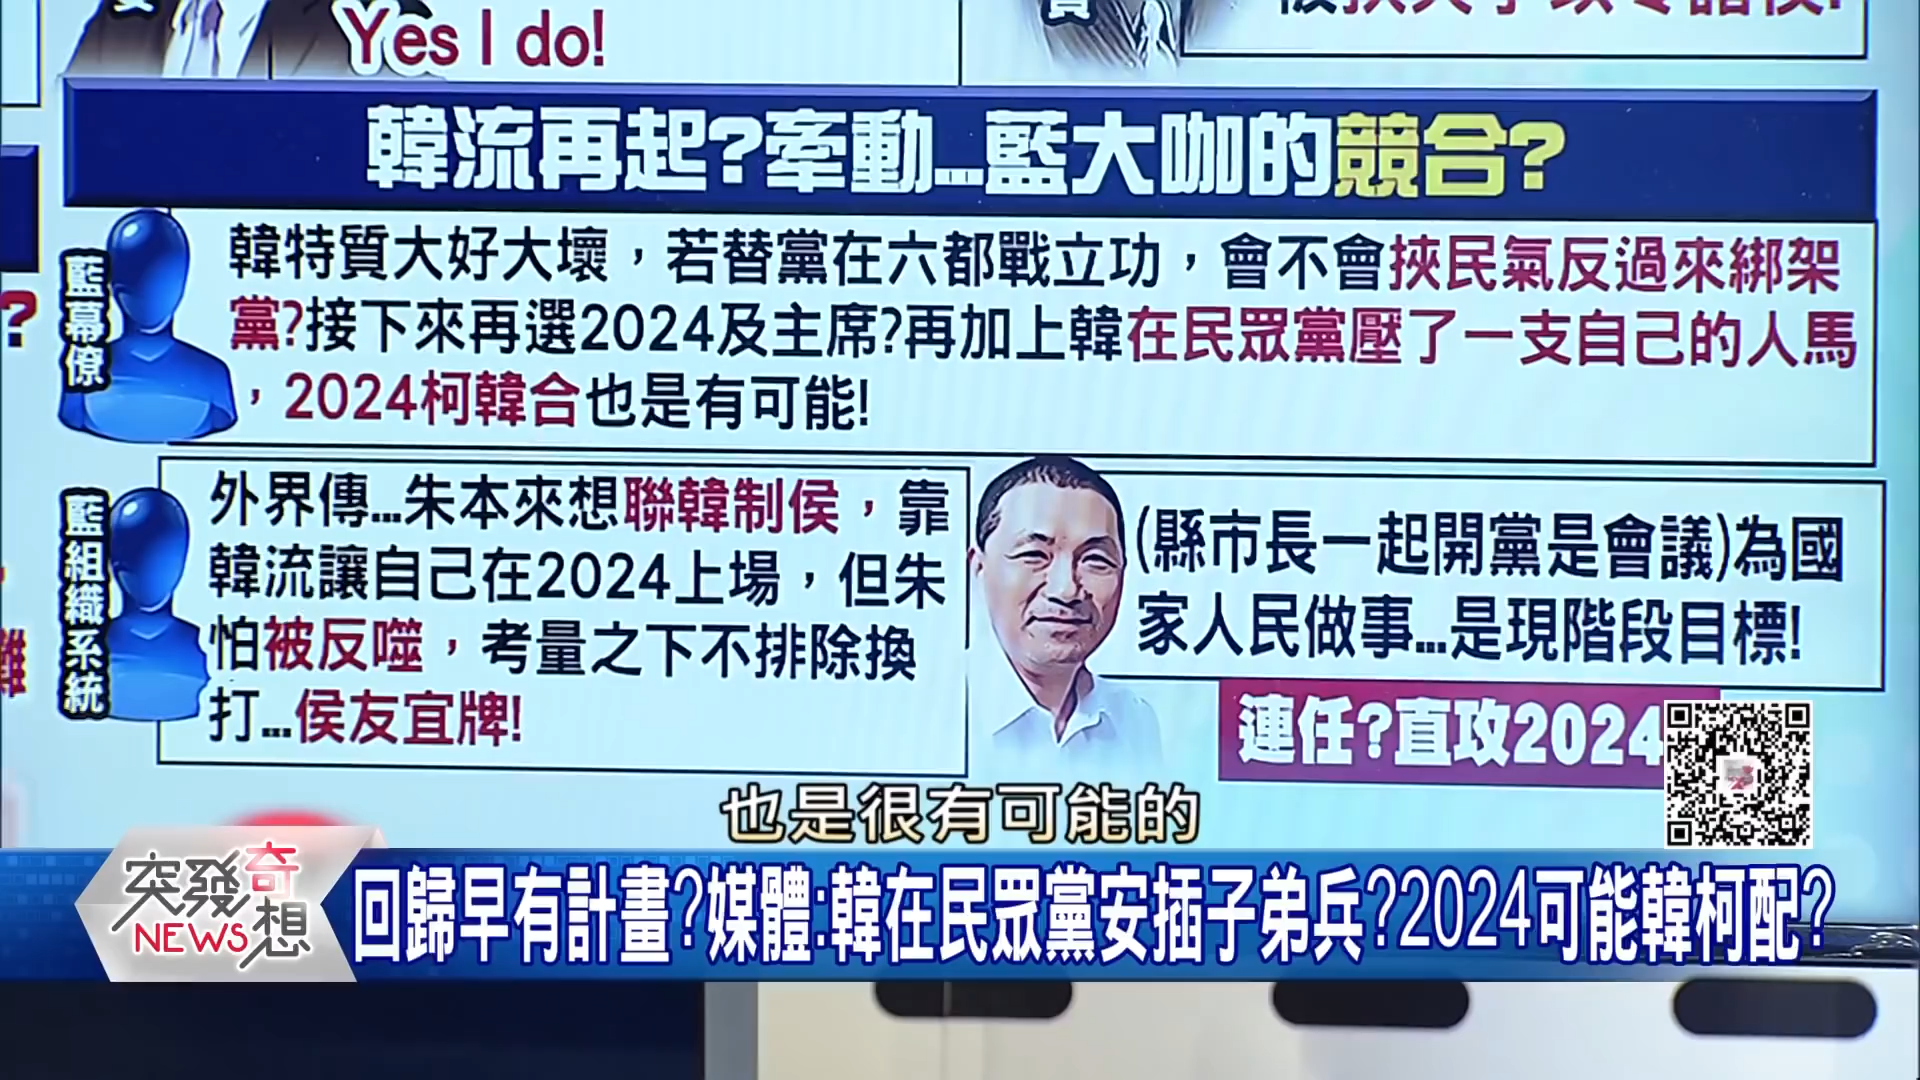 Yes I do!
韓流再起?牽動...藍大咖的競合?
藍幕僚
韓特質大好大壞，若替黨在六都戰立功，會不會挾民氣反過來綁架
黨?接下來再選2024及主席?再加上韓在民眾黨壓了一支自己的人馬
，2024柯韓合也是有可能!
藍組織系統
外界傳...朱本來想聯韓制侯，靠
韓流讓自己在2024上場，但朱
怕被反噬，考量之下不排除換
打...侯友宜牌!
(縣市長一起開黨是會議)為國
家人民做事...是現階段目標!
連任?直攻2024
也是很有可能的
突發奇想
NEWS
回歸早有計畫?媒體:韓在民眾黨安插子弟兵?2024可能韓柯配?